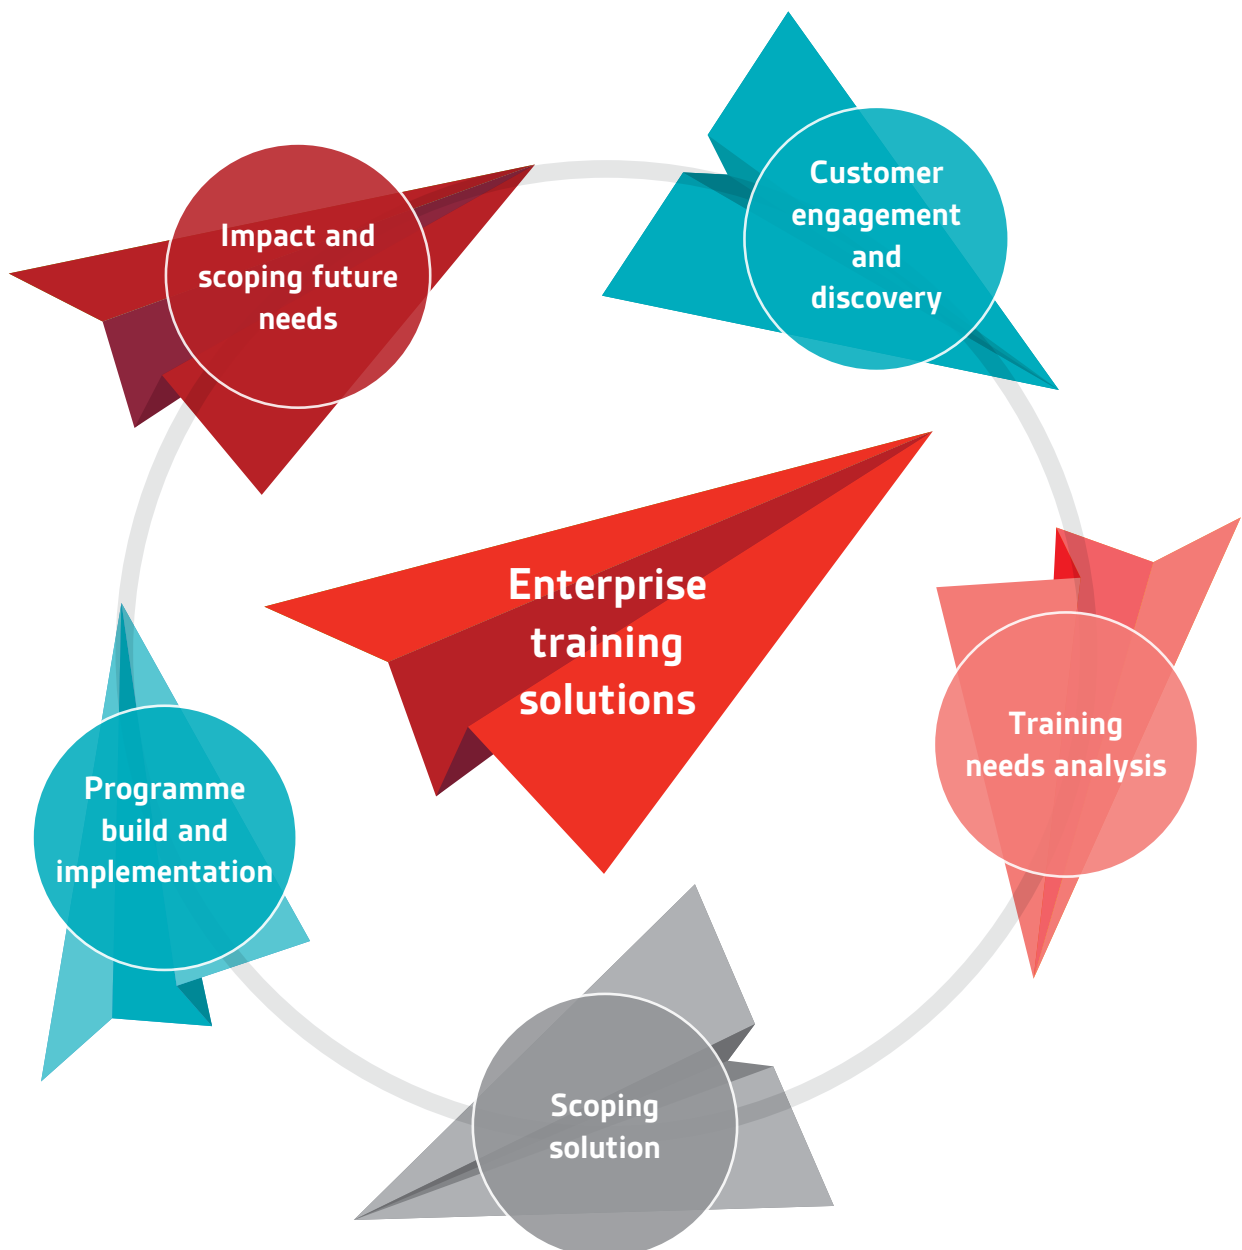 Customer
engagement
and
discovery
Impact and
scoping future
needs
Enterprise
training
solutions
Training
needs analysis
Programme
build and
implementation
Scoping
solution